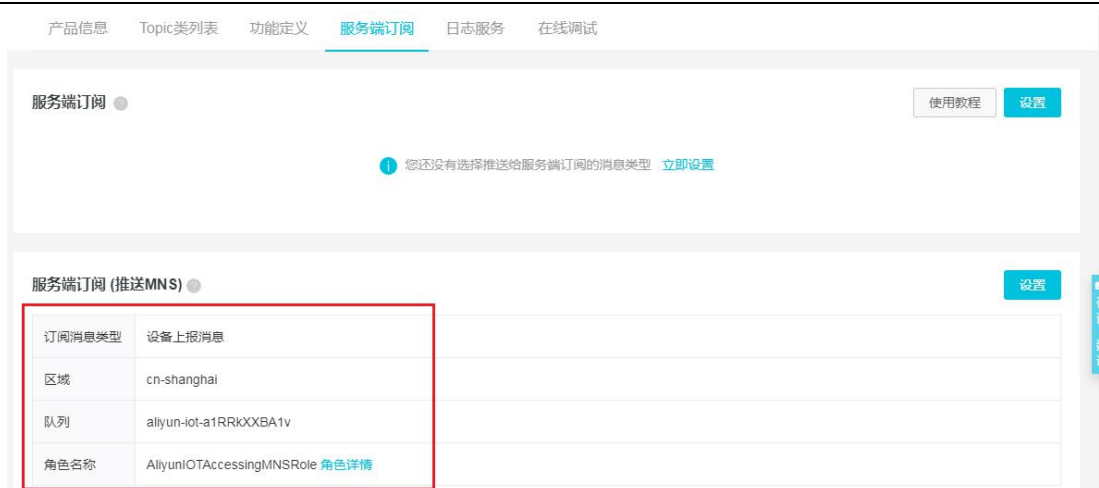 产品信息 Topic类列表 功能定义 服务端订阅 日志服务 在线调试
服务端订阅
使用教程 设置
您还没有选择推送给服务端订阅的消息类型 立即设置
服务端订阅 (推送MNS)
设置
订阅消息类型 设备上报消息
区域 cn-shanghai
队列 aliyun-iot-a1RRkXXBA1v
角色名称 AliyunIOTAccessingMNSRole 角色详情